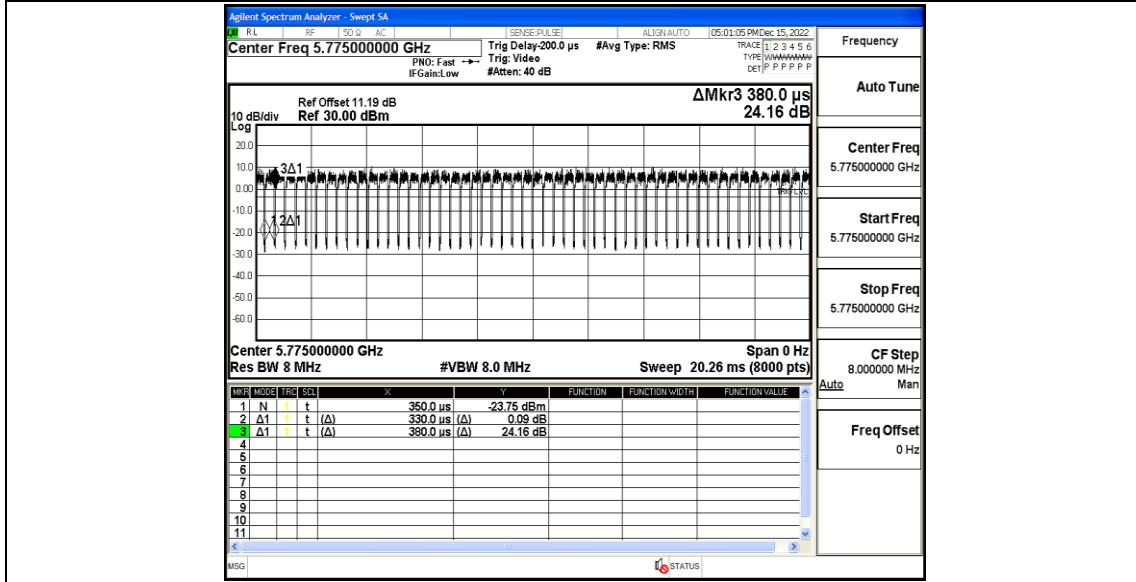 Agilent Spectrum Analyzer - Swept SA
RL RF 50 Ω AC SENSE:PULSE ALIGNAUTO 05:01:05 PMDec 15, 2022
Center Freq 5.775000000 GHz Trig Delay-200.0 µs #Avg Type: RMS TRACE 1 2 3 4 5 6
PNO: Fast Trig: Video TYPE WWWWWW
IFGain:Low #Atten: 40 dB DET P P P P P P
ΔMkr3 380.0 µs
24.16 dB
Ref Offset 11.19 dB
10 dB/div Ref 30.00 dBm
Log
20.0
10.0
3Δ1
0.00
TRIG LVL
-10.0
1 2Δ1
-20.0
-30.0
-40.0
-50.0
-60.0
Center 5.775000000 GHz Span 0 Hz
Res BW 8 MHz #VBW 8.0 MHz Sweep 20.26 ms (8000 pts)
MKR MODE TRC SCL X Y FUNCTION FUNCTION WIDTH FUNCTION VALUE
1 N 1 t 350.0 µs -23.75 dBm
2 Δ1 1 t (Δ) 330.0 µs (Δ) 0.09 dB
3 Δ1 1 t (Δ) 380.0 µs (Δ) 24.16 dB
4
5
6
7
8
9
10
11
MSG STATUS
Frequency
Auto Tune
Center Freq
5.775000000 GHz
Start Freq
5.775000000 GHz
Stop Freq
5.775000000 GHz
CF Step
8.000000 MHz
Auto Man
Freq Offset
0 Hz